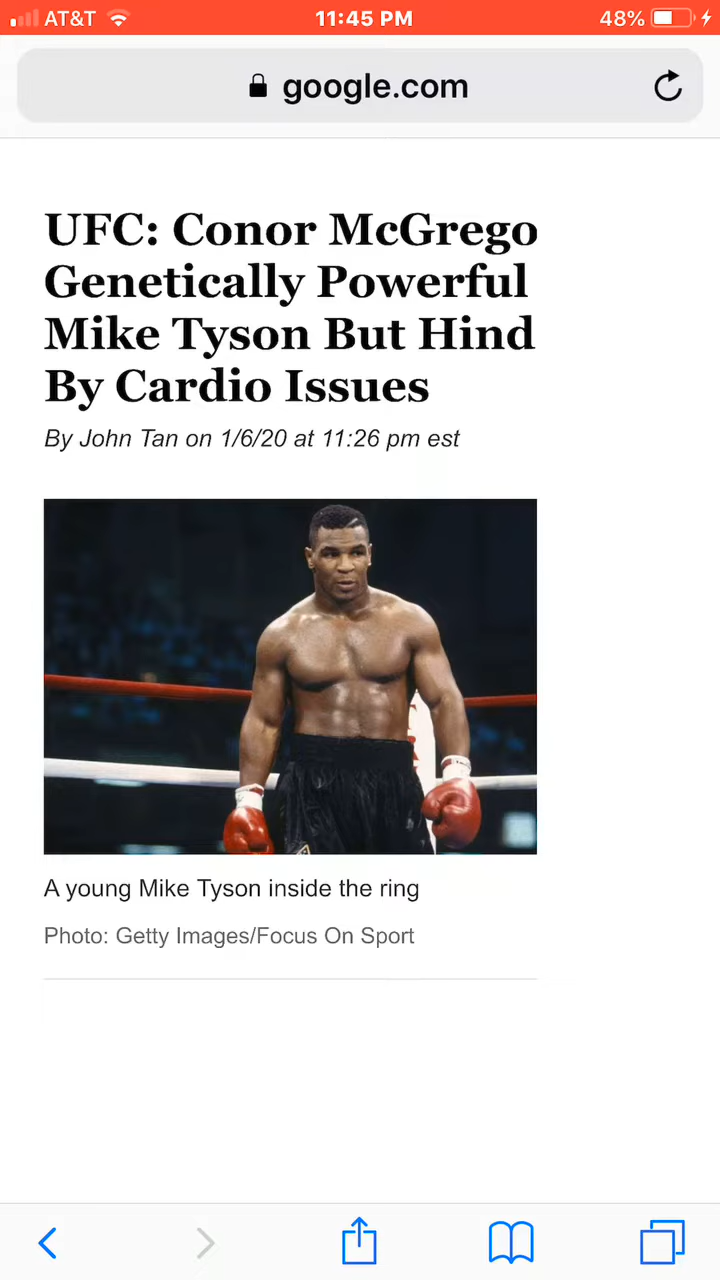 AT&T 11:45 PM 48%
google.com
UFC: Conor McGrego
Genetically Powerful
Mike Tyson But Hind
By Cardio Issues
By John Tan on 1/6/20 at 11:26 pm est
A young Mike Tyson inside the ring
Photo: Getty Images/Focus On Sport